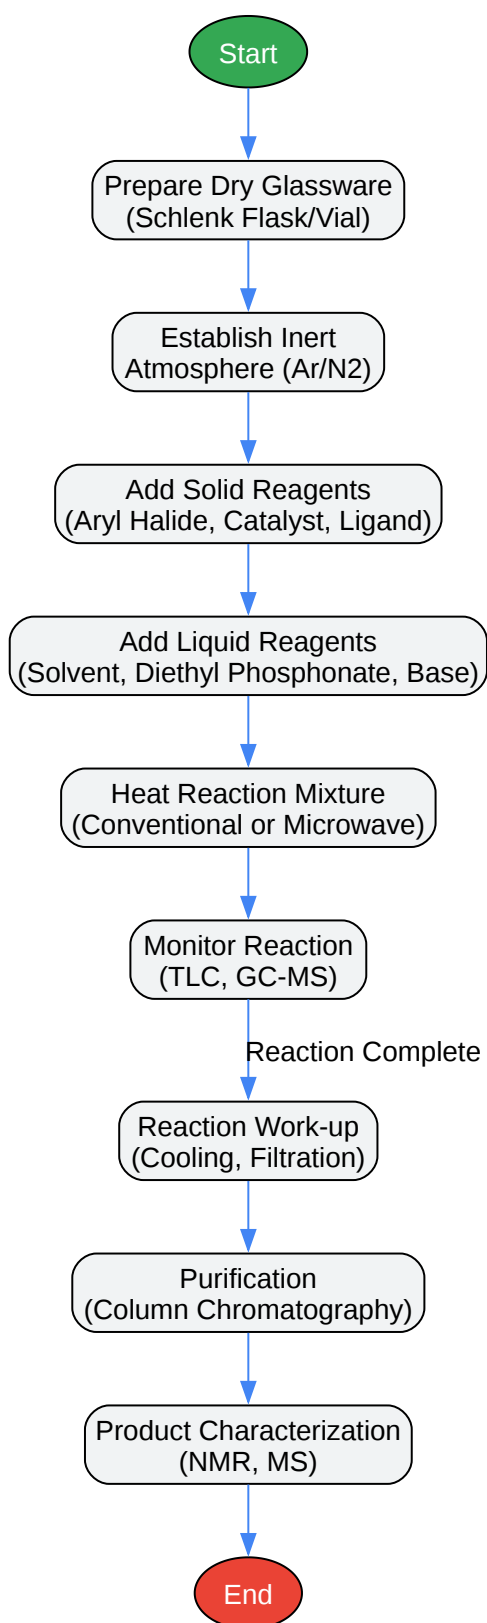 Start
Prepare Dry Glassware
(Schlenk Flask/Vial)
Establish Inert
Atmosphere (Ar/N2)
Add Solid Reagents
(Aryl Halide, Catalyst, Ligand)
Add Liquid Reagents
(Solvent, Diethyl Phosphonate, Base)
Heat Reaction Mixture
(Conventional or Microwave)
Monitor Reaction
(TLC, GC-MS)
Reaction Complete
Reaction Work-up
(Cooling, Filtration)
Purification
(Column Chromatography)
Product Characterization
(NMR, MS)
End